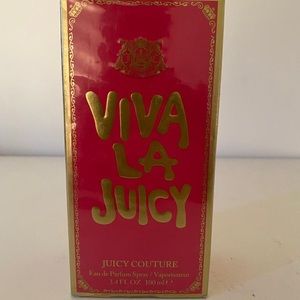 VIVA
LA
JUICY
JUICY COUTURE
Eau de Parfum Spray / Vaporisateur
3.4 FL OZ 100 ml ℮